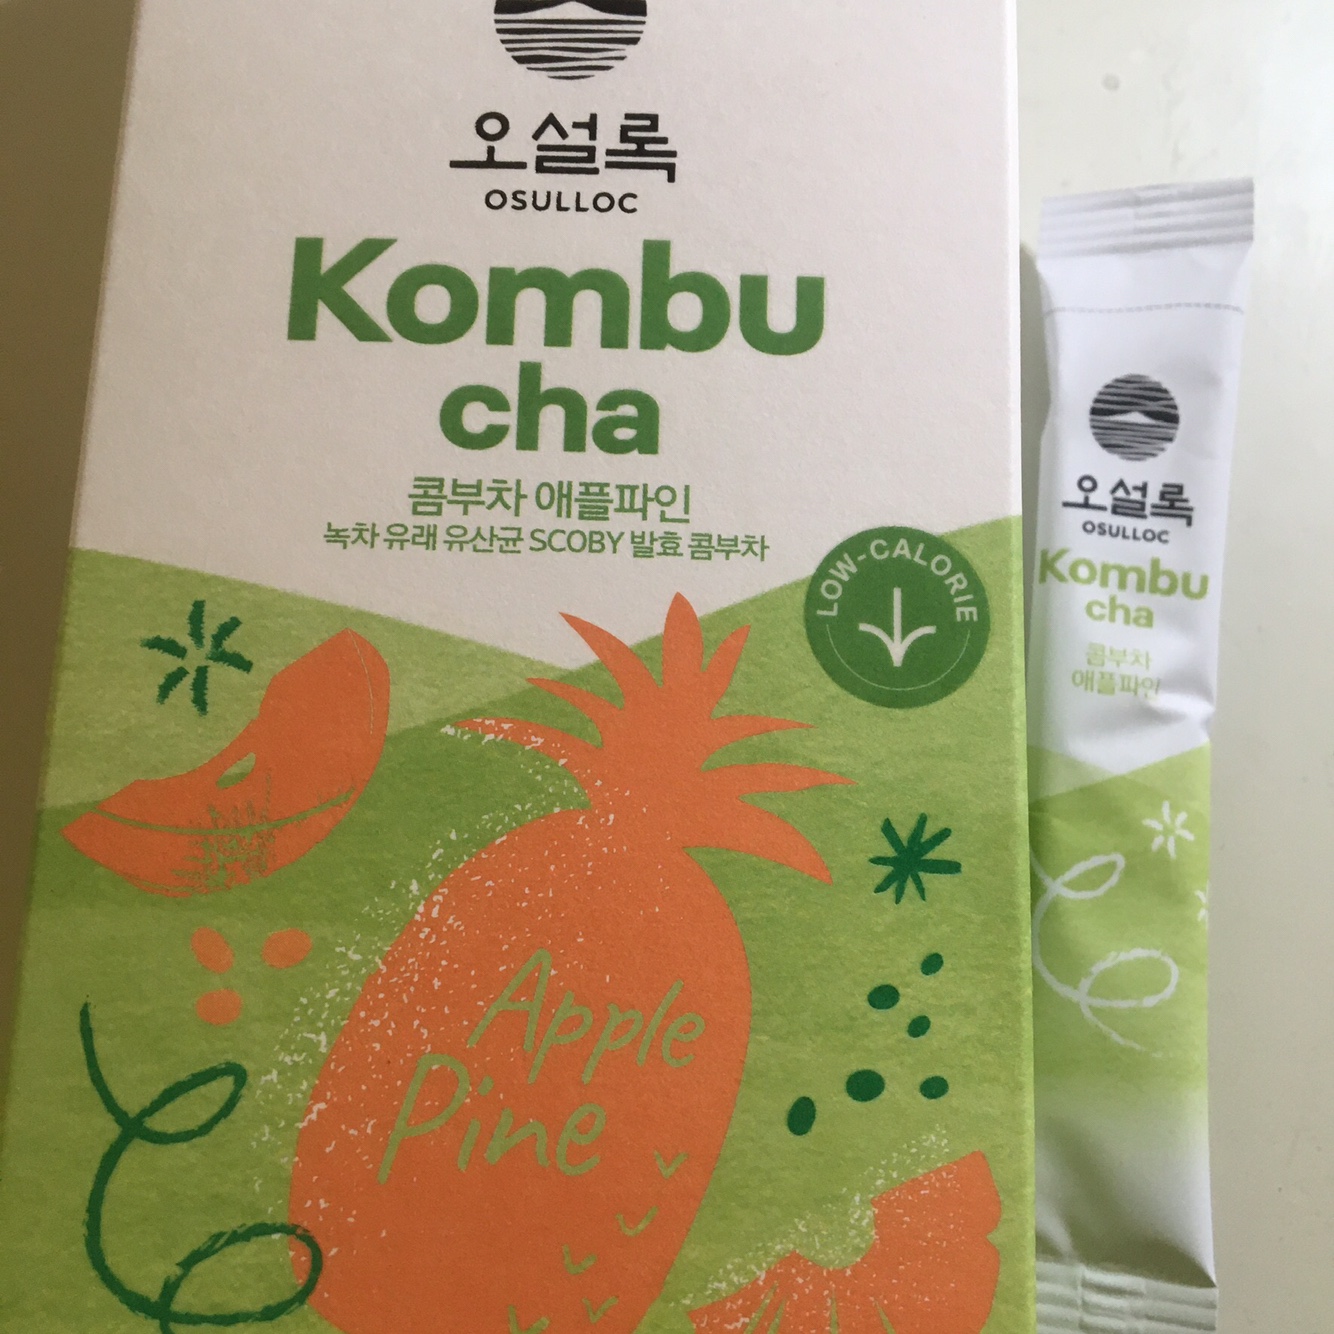 오설록
OSULLOC
Kombu
cha
콤부차 애플파인
녹차 유래 유산균 SCOBY 발효 콤부차
LOW-CALORIE
Apple
Pine
오설록
OSULLOC
Kombu
cha
콤부차
애플파인